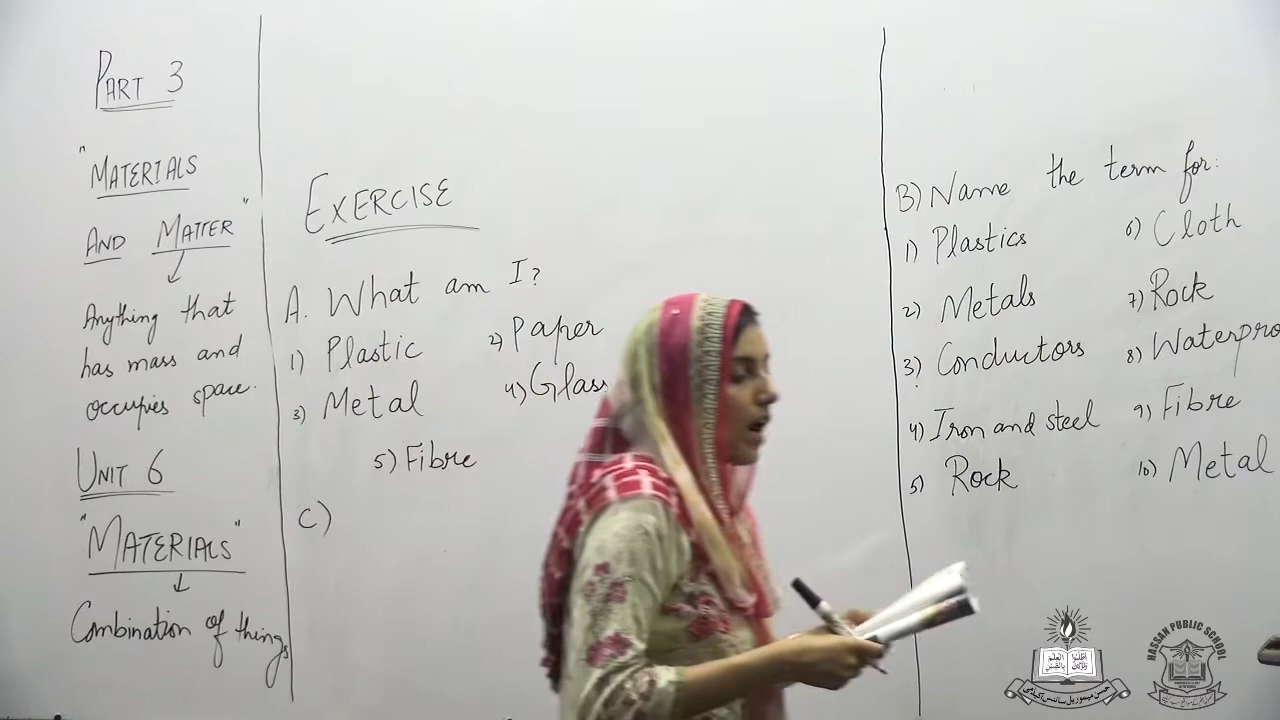 PART 3
"MATERIALS
AND MATTER"
Anything that
has mass and
occupies space.
UNIT 6
"MATERIALS"
Combination of things
EXERCISE
A. What am I?
1) Plastic 2) Paper
3) Metal 4) Glass
5) Fibre
C)
B) Name the term for:
1) Plastics 6) Cloth
2) Metals 7) Rock
3) Conductors 8) Waterpro
4) Iron and steel 9) Fibre
5) Rock 10) Metal
HASSAN PUBLIC SCHOOL